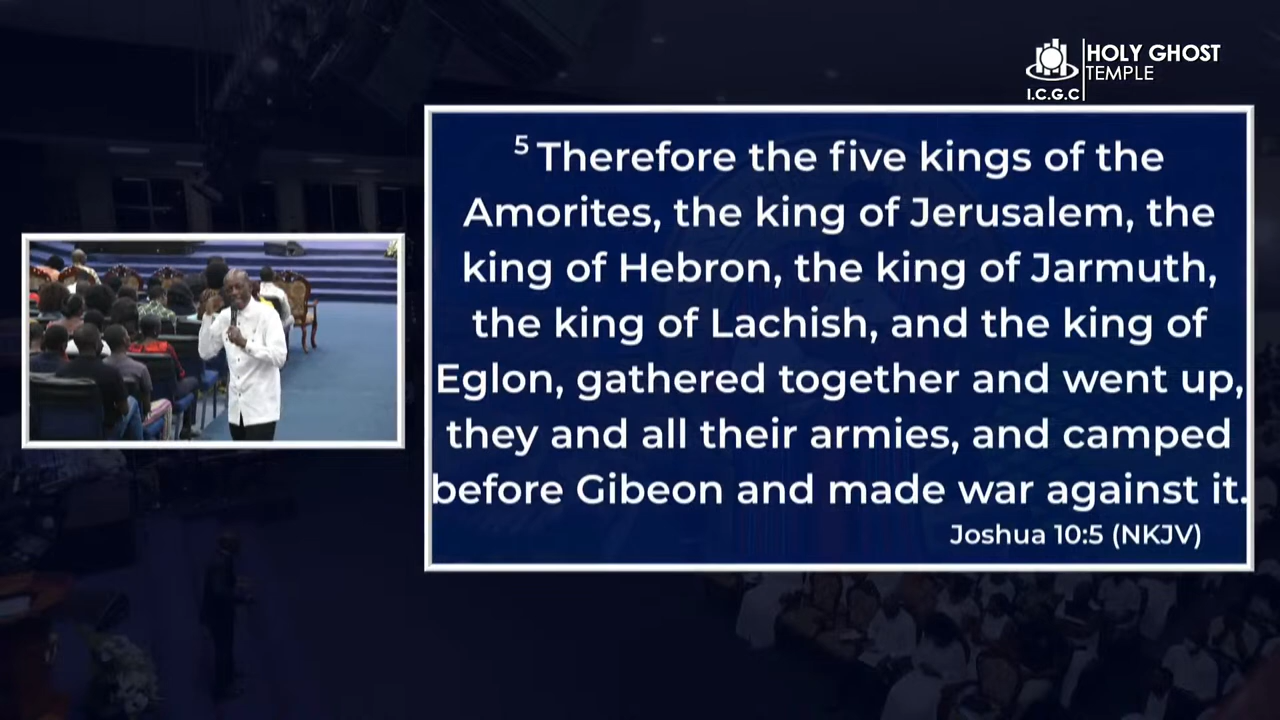 HOLY GHOST
TEMPLE
I.C.G.C
5 Therefore the five kings of the
Amorites, the king of Jerusalem, the
king of Hebron, the king of Jarmuth,
the king of Lachish, and the king of
Eglon, gathered together and went up,
they and all their armies, and camped
before Gibeon and made war against it.
Joshua 10:5 (NKJV)